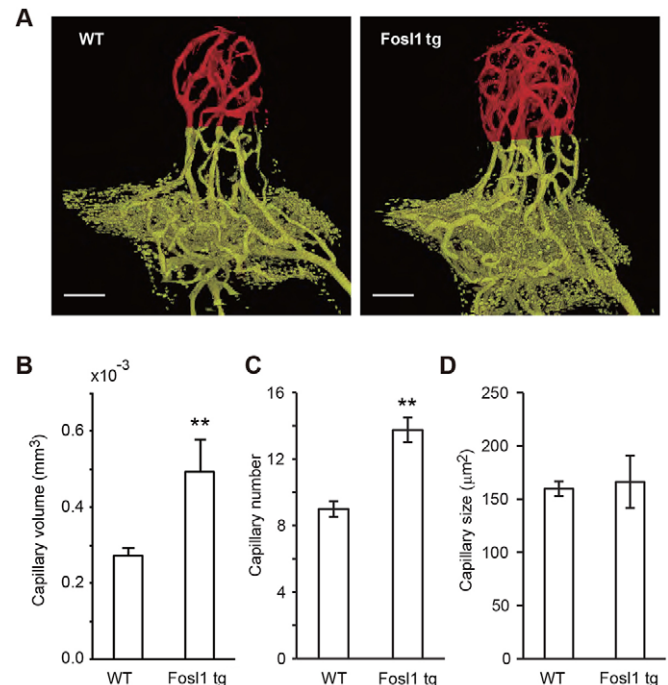 A
WT
Fosl1 tg
B
x10⁻³
Capillary volume (mm³)
0.6
0.4
0.2
0.0
**
WT
Fosl1 tg
C
Capillary number
16
12
8
4
0
**
WT
Fosl1 tg
D
Capillary size (μm²)
250
200
150
100
50
0
WT
Fosl1 tg